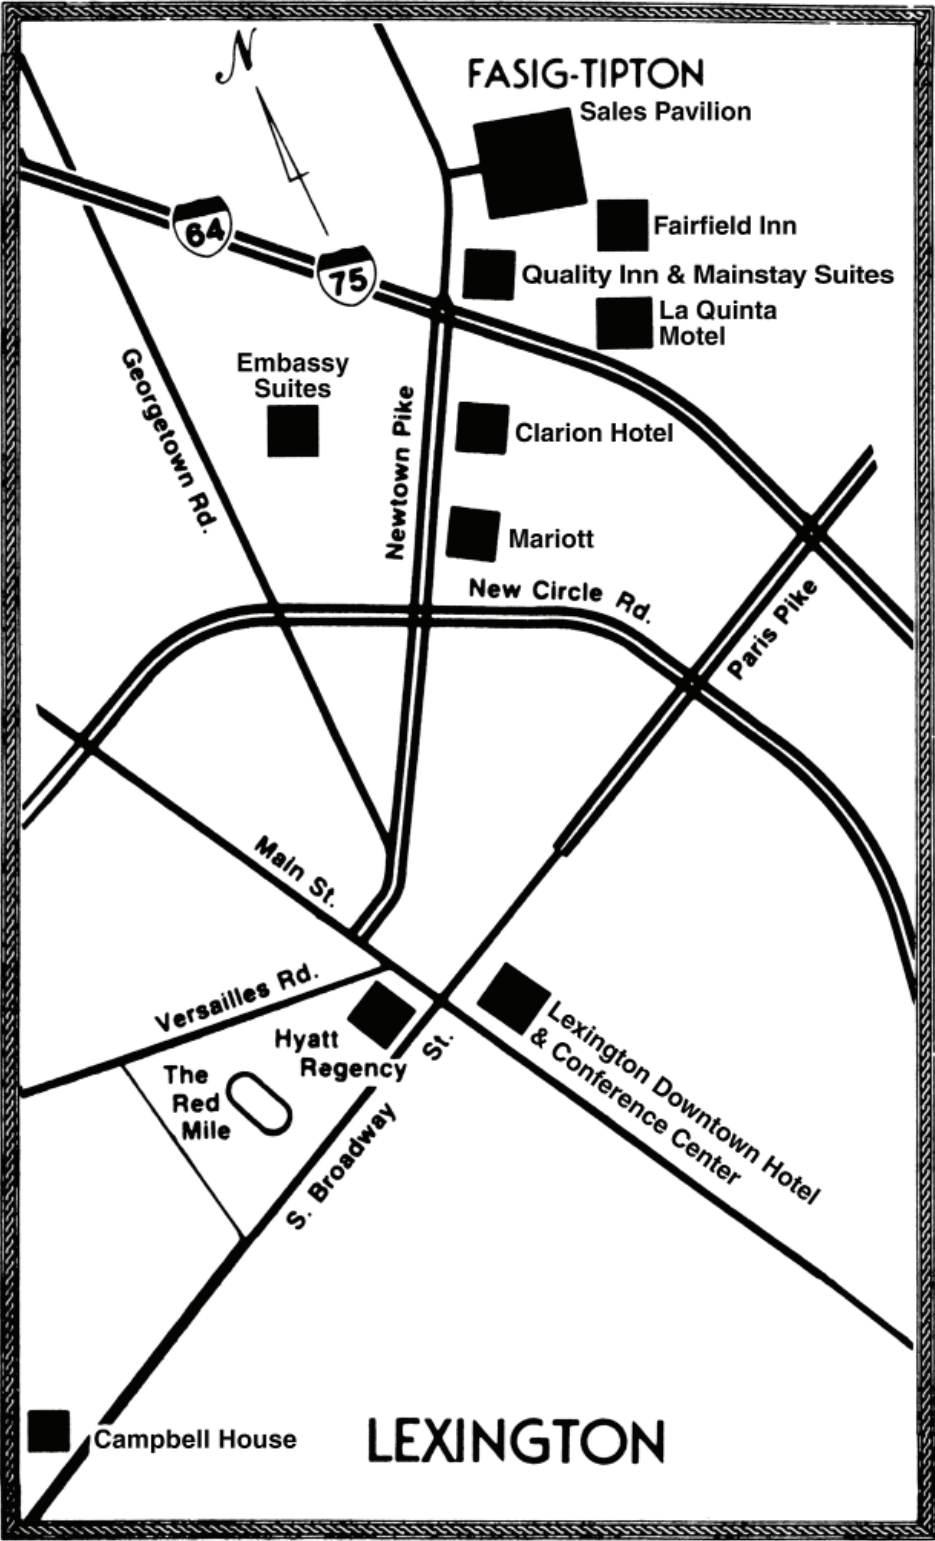 N
FASIG-TIPTON
Sales Pavilion
64
Fairfield Inn
75
Quality Inn & Mainstay Suites
La Quinta
Motel
Embassy
Suites
Georgetown Rd.
Newtown Pike
Clarion Hotel
Mariott
New Circle Rd.
Paris Pike
Main St.
Versailles Rd.
Hyatt
Regency
St.
Lexington Downtown Hotel
& Conference Center
The
Red
Mile
S. Broadway
Campbell House
LEXINGTON